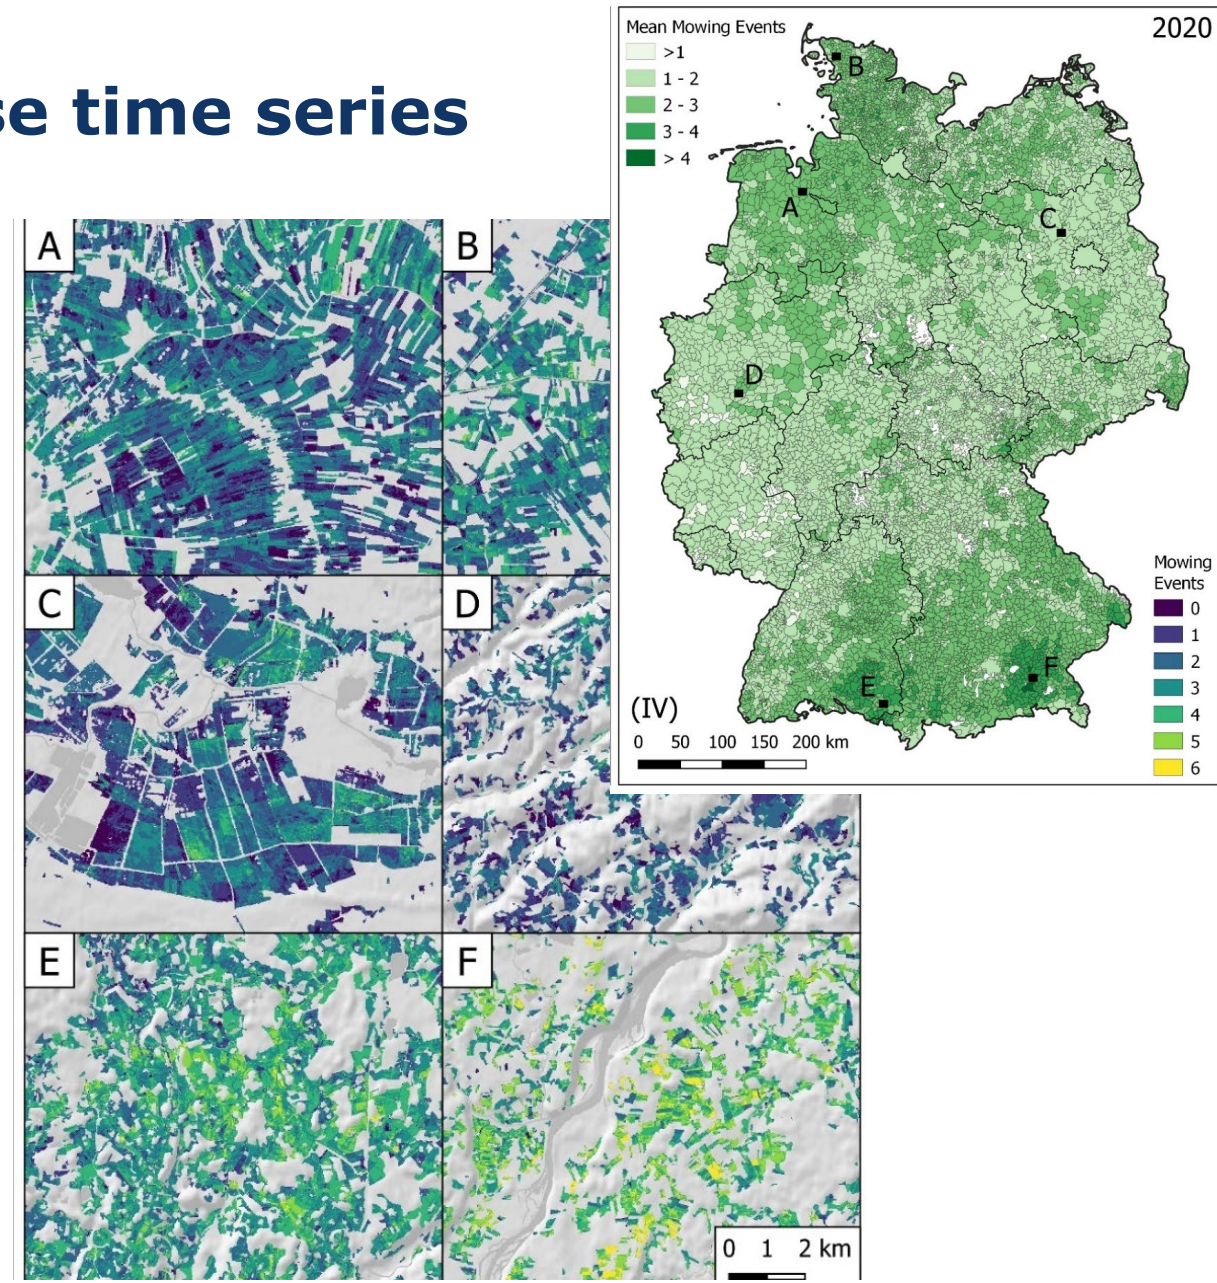 se time series
Mean Mowing Events
>1
1 - 2
2 - 3
3 - 4
> 4
2020
B
A
C
D
E
F
(IV)
0 50 100 150 200 km
Mowing
Events
0
1
2
3
4
5
6
A
B
C
D
E
F
0 1 2 km